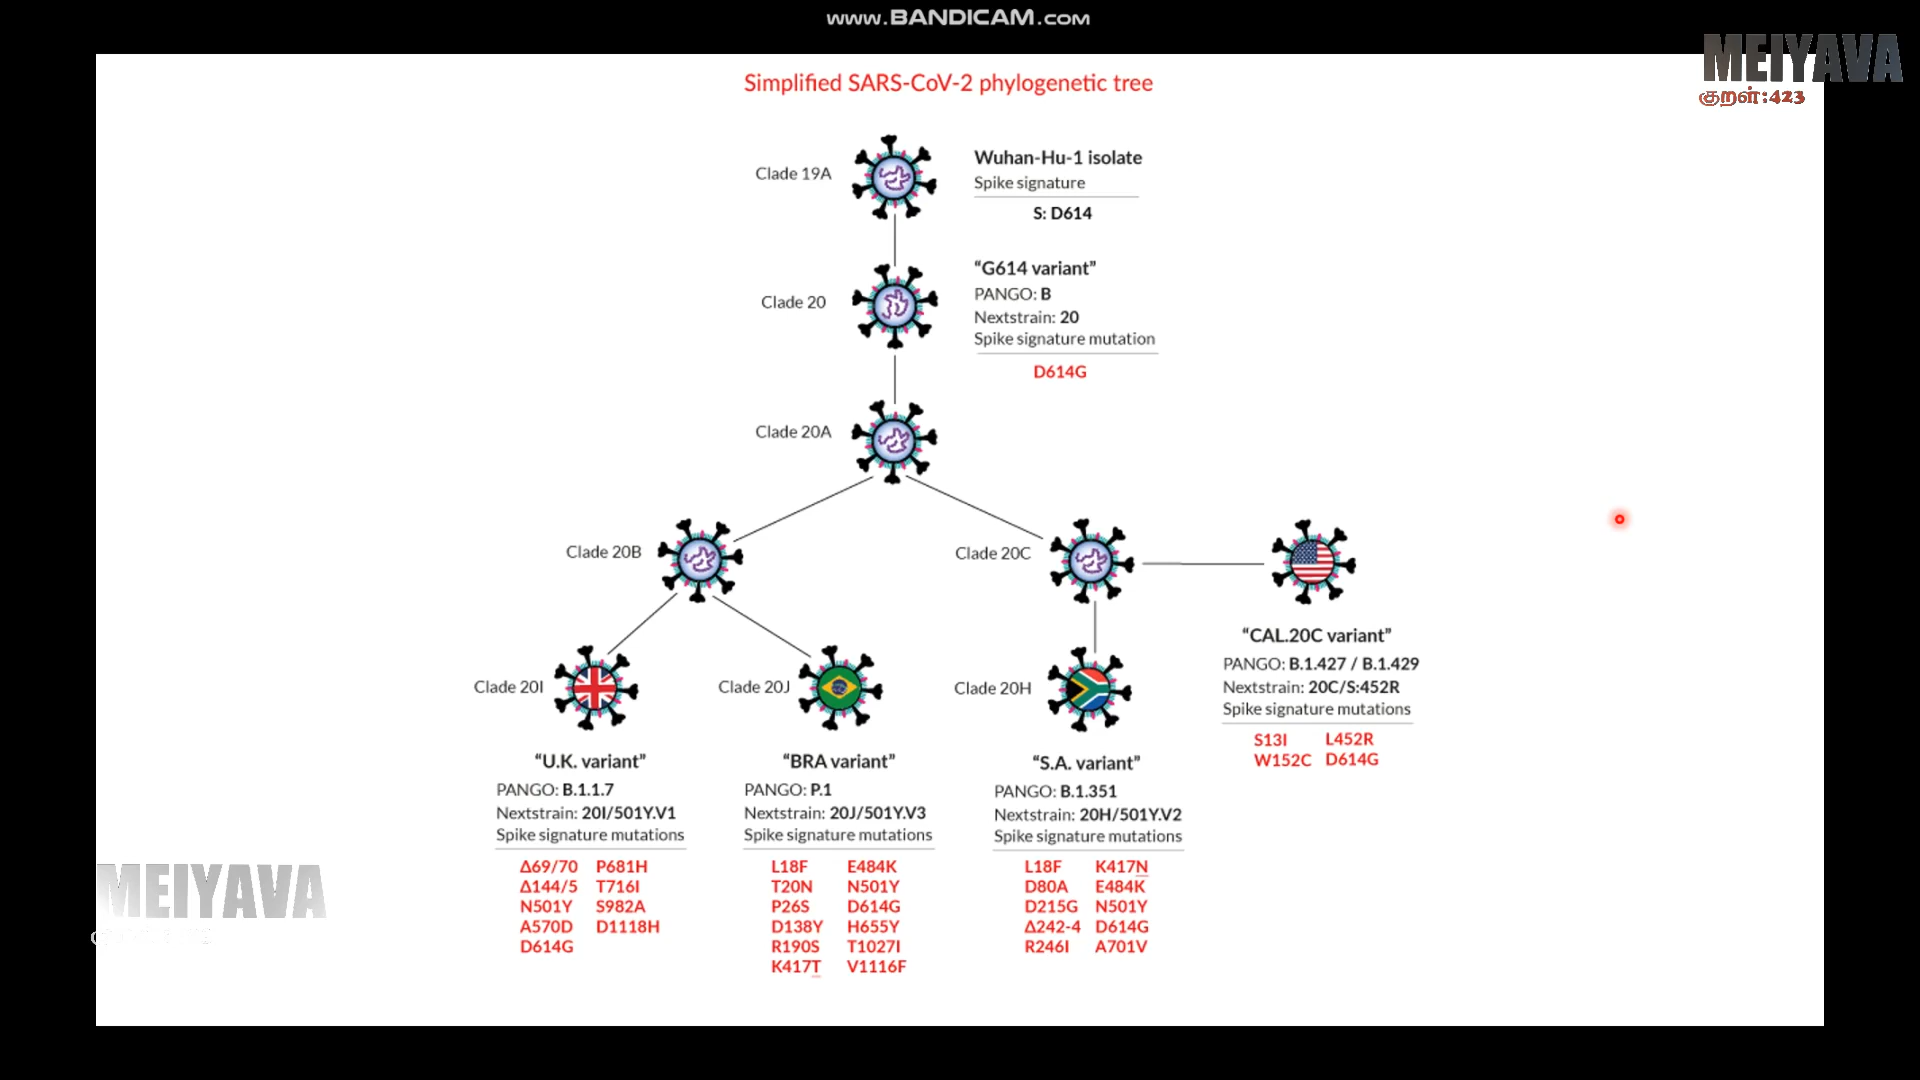 www.BANDICAM.com
MEIYAVA
குறள்:423
Simplified SARS-CoV-2 phylogenetic tree
Clade 19A
Wuhan-Hu-1 isolate
Spike signature
S: D614
Clade 20
“G614 variant”
PANGO: B
Nextstrain: 20
Spike signature mutation
D614G
Clade 20A
Clade 20B
Clade 20C
“CAL.20C variant”
PANGO: B.1.427 / B.1.429
Nextstrain: 20C/S:452R
Spike signature mutations
S13I L452R
W152C D614G
Clade 20I
“U.K. variant”
PANGO: B.1.1.7
Nextstrain: 20I/501Y.V1
Spike signature mutations
Δ69/70 P681H
Δ144/5 T716I
N501Y S982A
A570D D1118H
D614G
Clade 20J
“BRA variant”
PANGO: P.1
Nextstrain: 20J/501Y.V3
Spike signature mutations
L18F E484K
T20N N501Y
P26S D614G
D138Y H655Y
R190S T1027I
K417T V1116F
Clade 20H
“S.A. variant”
PANGO: B.1.351
Nextstrain: 20H/501Y.V2
Spike signature mutations
L18F K417N
D80A E484K
D215G N501Y
Δ242-4 D614G
R246I A701V
MEIYAVA